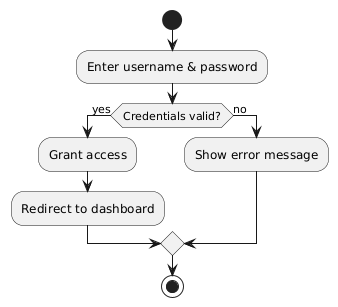 Enter username & password
Credentials valid?
yes
no
Grant access
Show error message
Redirect to dashboard